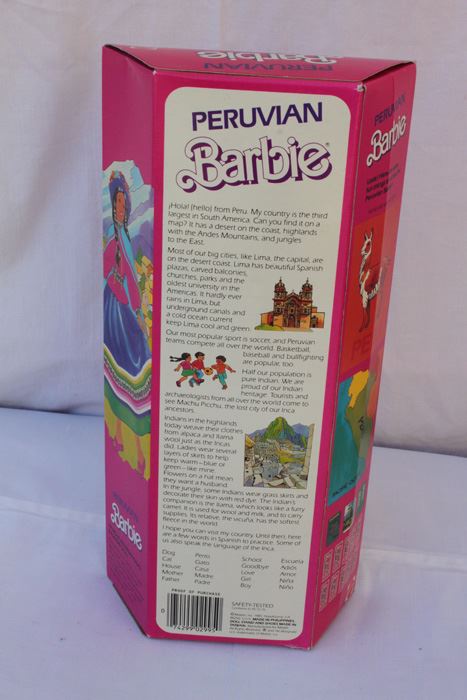 PERUVIAN
Barbie
PERUVIAN
Barbie®
¡Hola! (hello) from Peru. My country is the third
largest in South America. Can you find it on a
map? It has a desert on the coast, highlands
with the Andes Mountains, and jungles
to the East.
Most of our big cities, like Lima, the capital, are
on the desert coast. Lima has beautiful Spanish
plazas, carved balconies,
churches, parks and the
oldest university in the
Americas. It hardly ever
rains in Lima, but
underground canals and
a cold ocean current
keep Lima cool and green.
Our most popular sport is soccer, and Peruvian
teams compete all over the world. Basketball,
baseball and bullfighting
are popular, too.
Half our population is
pure Indian. We are
proud of our Indian
heritage. Tourists and
archaeologists from all over the world come to
see Machu Picchu, the lost city of our Inca
ancestors.
Indians in the highlands
today weave their clothes
from alpaca and llama
wool just as the Incas
did. Ladies wear several
layers of skirts to help
keep warm–blue or
green–like mine.
Flowers on a hat mean
they want a husband.
In the jungle, some Indians wear grass skirts and
decorate their skin with red dye. The Indian's
companion is the llama, which looks like a furry
camel. It is used for wool and milk, and to carry
supplies. Its relative, the vicuña, has the softest
fleece in the world.
I hope you can visit my country. Until then, here
are a few words in Spanish to practice. Some of
us also speak the language of the Inca.
Dog Perro School Escuela
Cat Gato Goodbye Adiós
House Casa Love Amor
Mother Madre Girl Niña
Father Padre Boy Niño
PROOF OF PURCHASE
74299 02995
SAFETY-TESTED
MADE IN PHILIPPINES
PERUVIAN
Barbie
PERUVIAN
Barbie